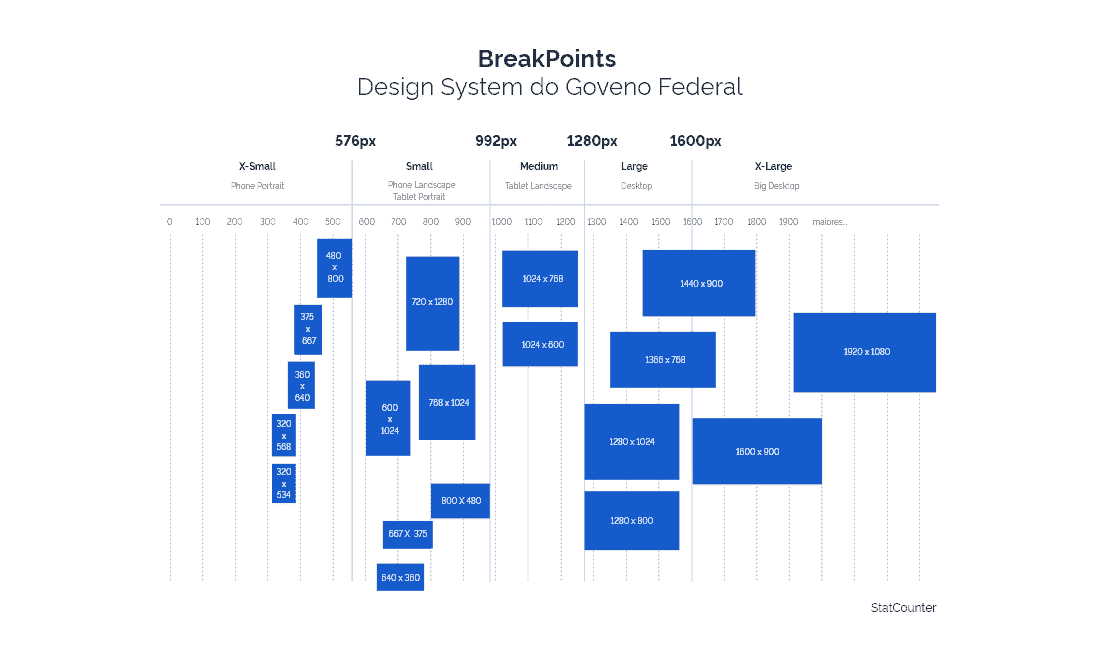 BreakPoints
Design System do Goveno Federal
576px 992px 1280px 1600px
X-Small Small Medium Large X-Large
Phone Portrait Phone Landscape Tablet Landscape Desktop Big Desktop
Tablet Portrait
0 100 200 300 400 500 600 700 800 900 1000 1100 1200 1300 1400 1500 1600 1700 1800 1900 maiores..
480
x
800
375
x
667
360
x
640
320
x
568
320
x
534
720 x 1280
768 x 1024
600
x
1024
800 X 480
667 X 375
640 x 360
1024 x 768
1024 x 600
1440 x 900
1366 x 768
1280 x 1024
1280 x 800
1920 x 1080
1600 x 900
StatCounter